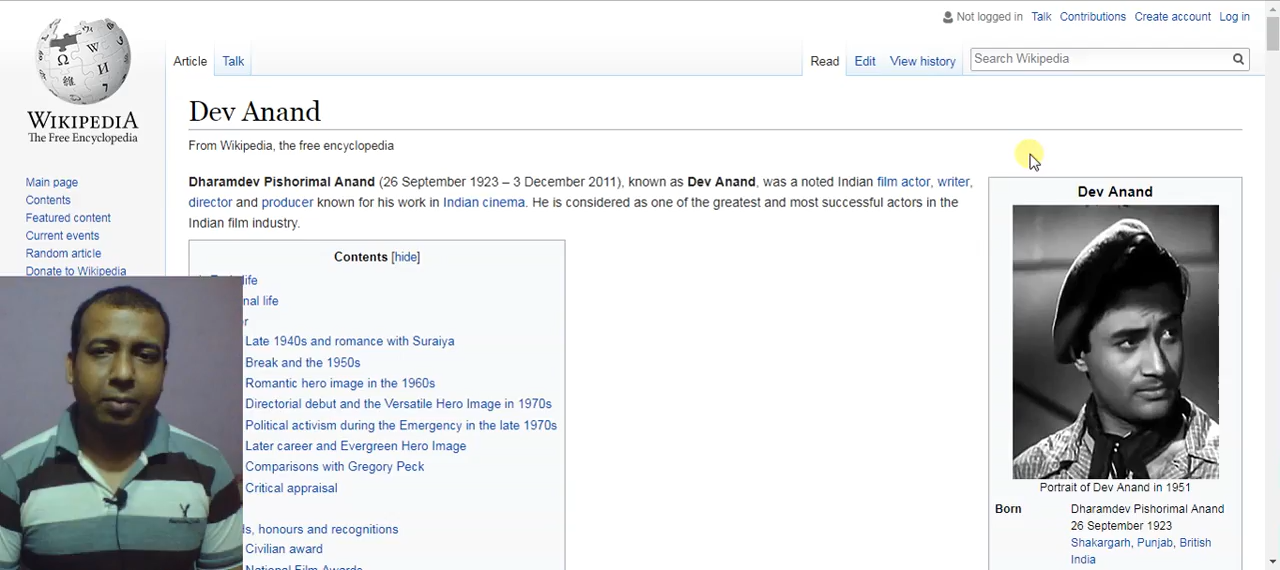 Not logged in Talk Contributions Create account Log in
Article Talk
Read Edit View history
Search Wikipedia
WIKIPEDIA
The Free Encyclopedia
Main page
Contents
Featured content
Current events
Random article
Donate to Wikipedia
Dev Anand
From Wikipedia, the free encyclopedia
Dharamdev Pishorimal Anand (26 September 1923 – 3 December 2011), known as Dev Anand, was a noted Indian film actor, writer,
director and producer known for his work in Indian cinema. He is considered as one of the greatest and most successful actors in the
Indian film industry.
Contents [hide]
life
nal life
r
Late 1940s and romance with Suraiya
Break and the 1950s
Romantic hero image in the 1960s
Directorial debut and the Versatile Hero Image in 1970s
Political activism during the Emergency in the late 1970s
Later career and Evergreen Hero Image
Comparisons with Gregory Peck
Critical appraisal
ds, honours and recognitions
Civilian award
National Film Awards
Dev Anand
Portrait of Dev Anand in 1951
Born Dharamdev Pishorimal Anand
26 September 1923
Shakargarh, Punjab, British
India